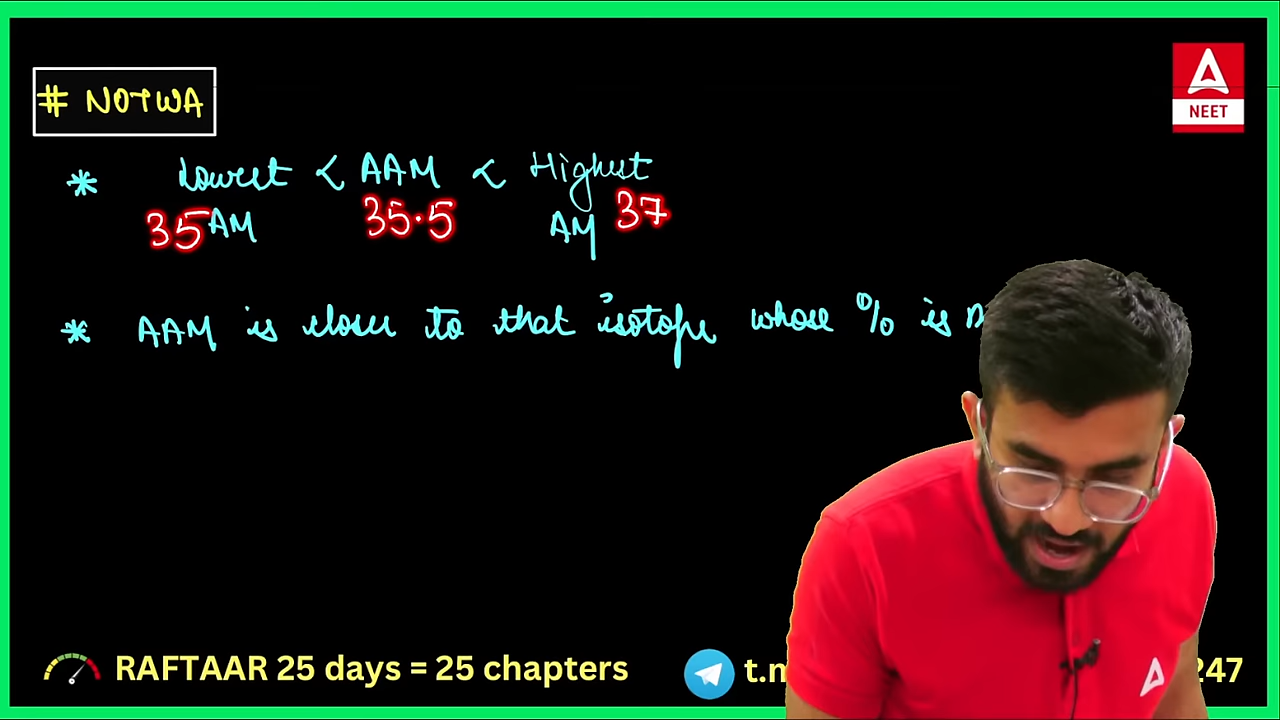 # NOTWA
NEET
* Lowest < AAM < Highest
35 AM 35.5 AM 37
* AAM is closer to that isotope whose % is
RAFTAAR 25 days = 25 chapters
t.m 247